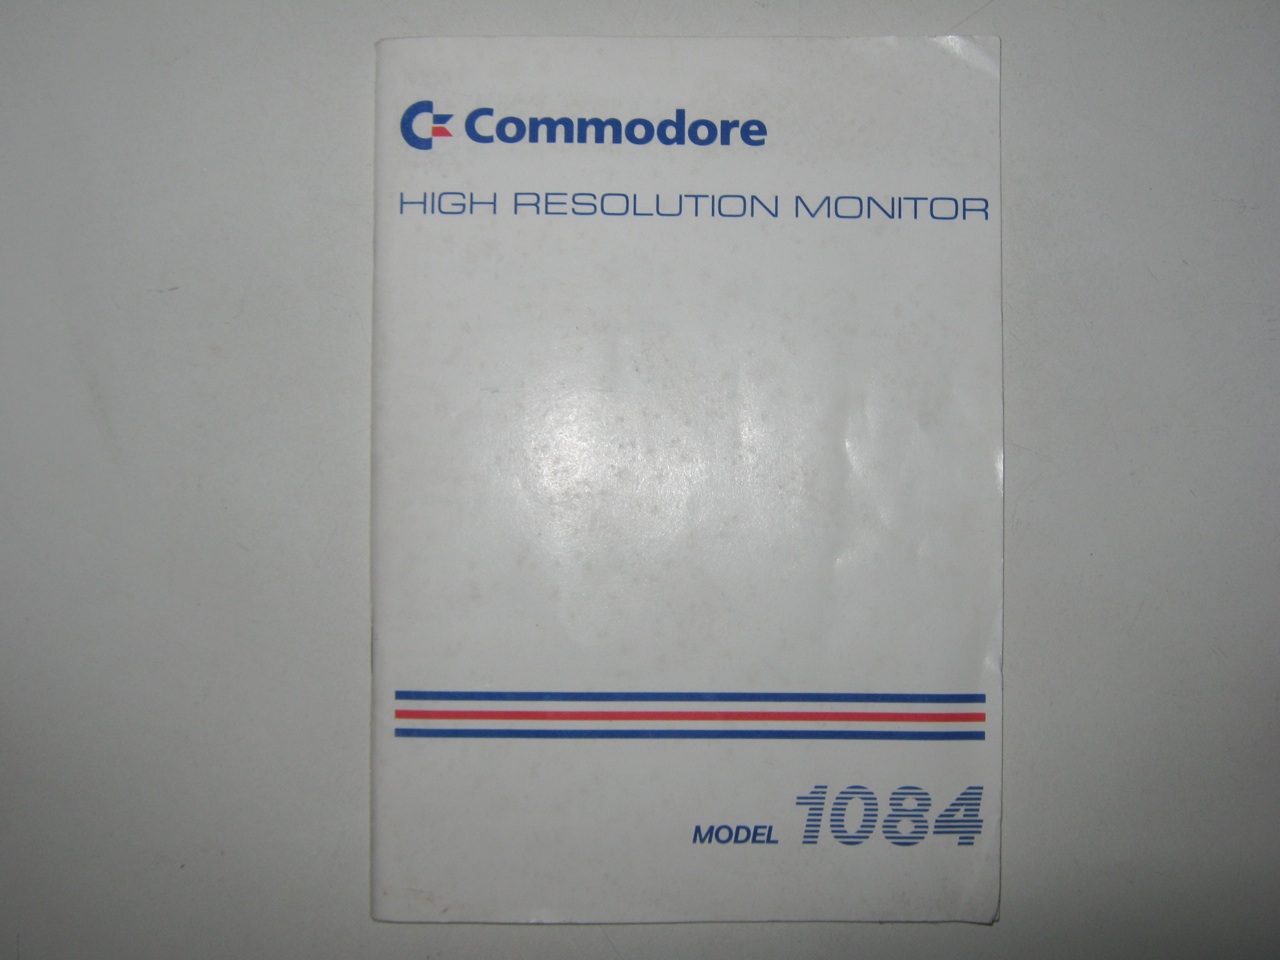 Commodore
HIGH RESOLUTION MONITOR
MODEL 1084